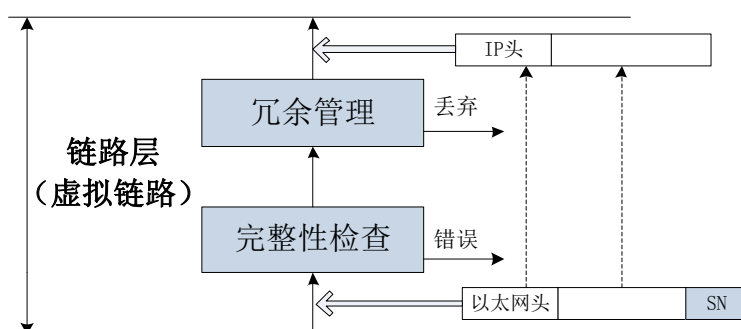 IP头
冗余管理
丢弃
链路层
（虚拟链路）
完整性检查
错误
以太网头
SN